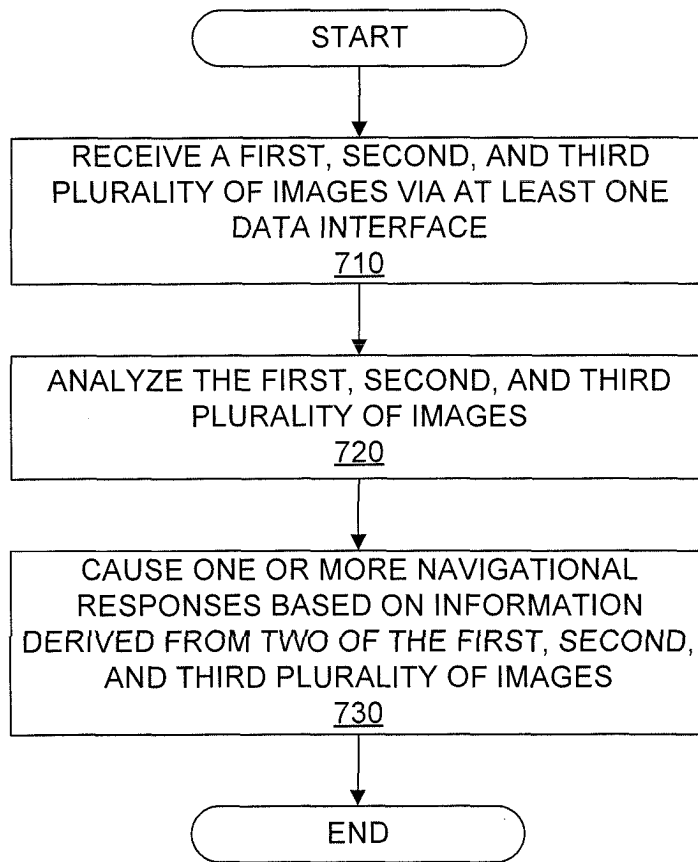 START
RECEIVE A FIRST, SECOND, AND THIRD
PLURALITY OF IMAGES VIA AT LEAST ONE
DATA INTERFACE
710
ANALYZE THE FIRST, SECOND, AND THIRD
PLURALITY OF IMAGES
720
CAUSE ONE OR MORE NAVIGATIONAL
RESPONSES BASED ON INFORMATION
DERIVED FROM TWO OF THE FIRST, SECOND,
AND THIRD PLURALITY OF IMAGES
730
END